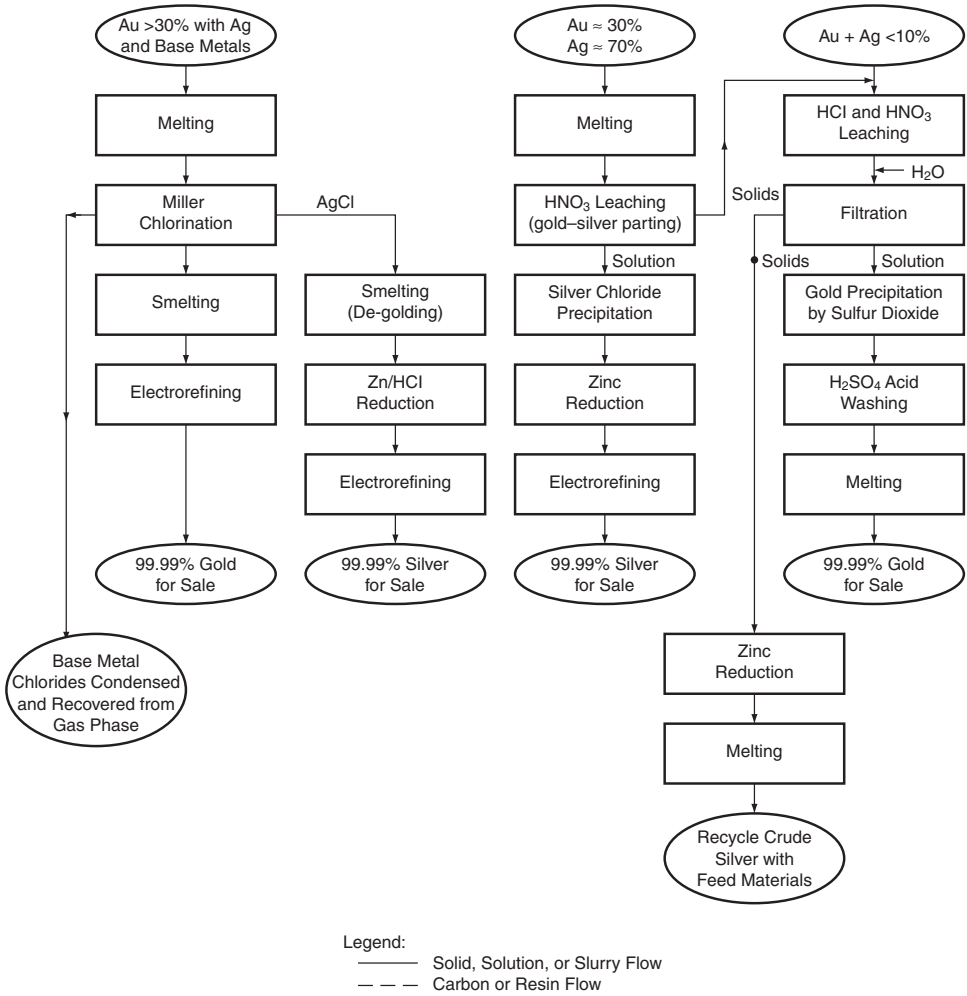 Au >30% with Ag
and Base Metals
Melting
Miller
Chlorination
AgCl
Smelting
Electrorefining
99.99% Gold
for Sale
Base Metal
Chlorides Condensed
and Recovered from
Gas Phase
Smelting
(De-golding)
Zn/HCl
Reduction
Electrorefining
99.99% Silver
for Sale
Au ≈ 30%
Ag ≈ 70%
Melting
HNO₃ Leaching
(gold–silver parting)
Solution
Silver Chloride
Precipitation
Zinc
Reduction
Electrorefining
99.99% Silver
for Sale
Au + Ag <10%
HCl and HNO₃
Leaching
H₂O
Solids
Filtration
Solids
Solution
Gold Precipitation
by Sulfur Dioxide
H₂SO₄ Acid
Washing
Melting
99.99% Gold
for Sale
Zinc
Reduction
Melting
Recycle Crude
Silver with
Feed Materials
Legend:
Solid, Solution, or Slurry Flow
Carbon or Resin Flow